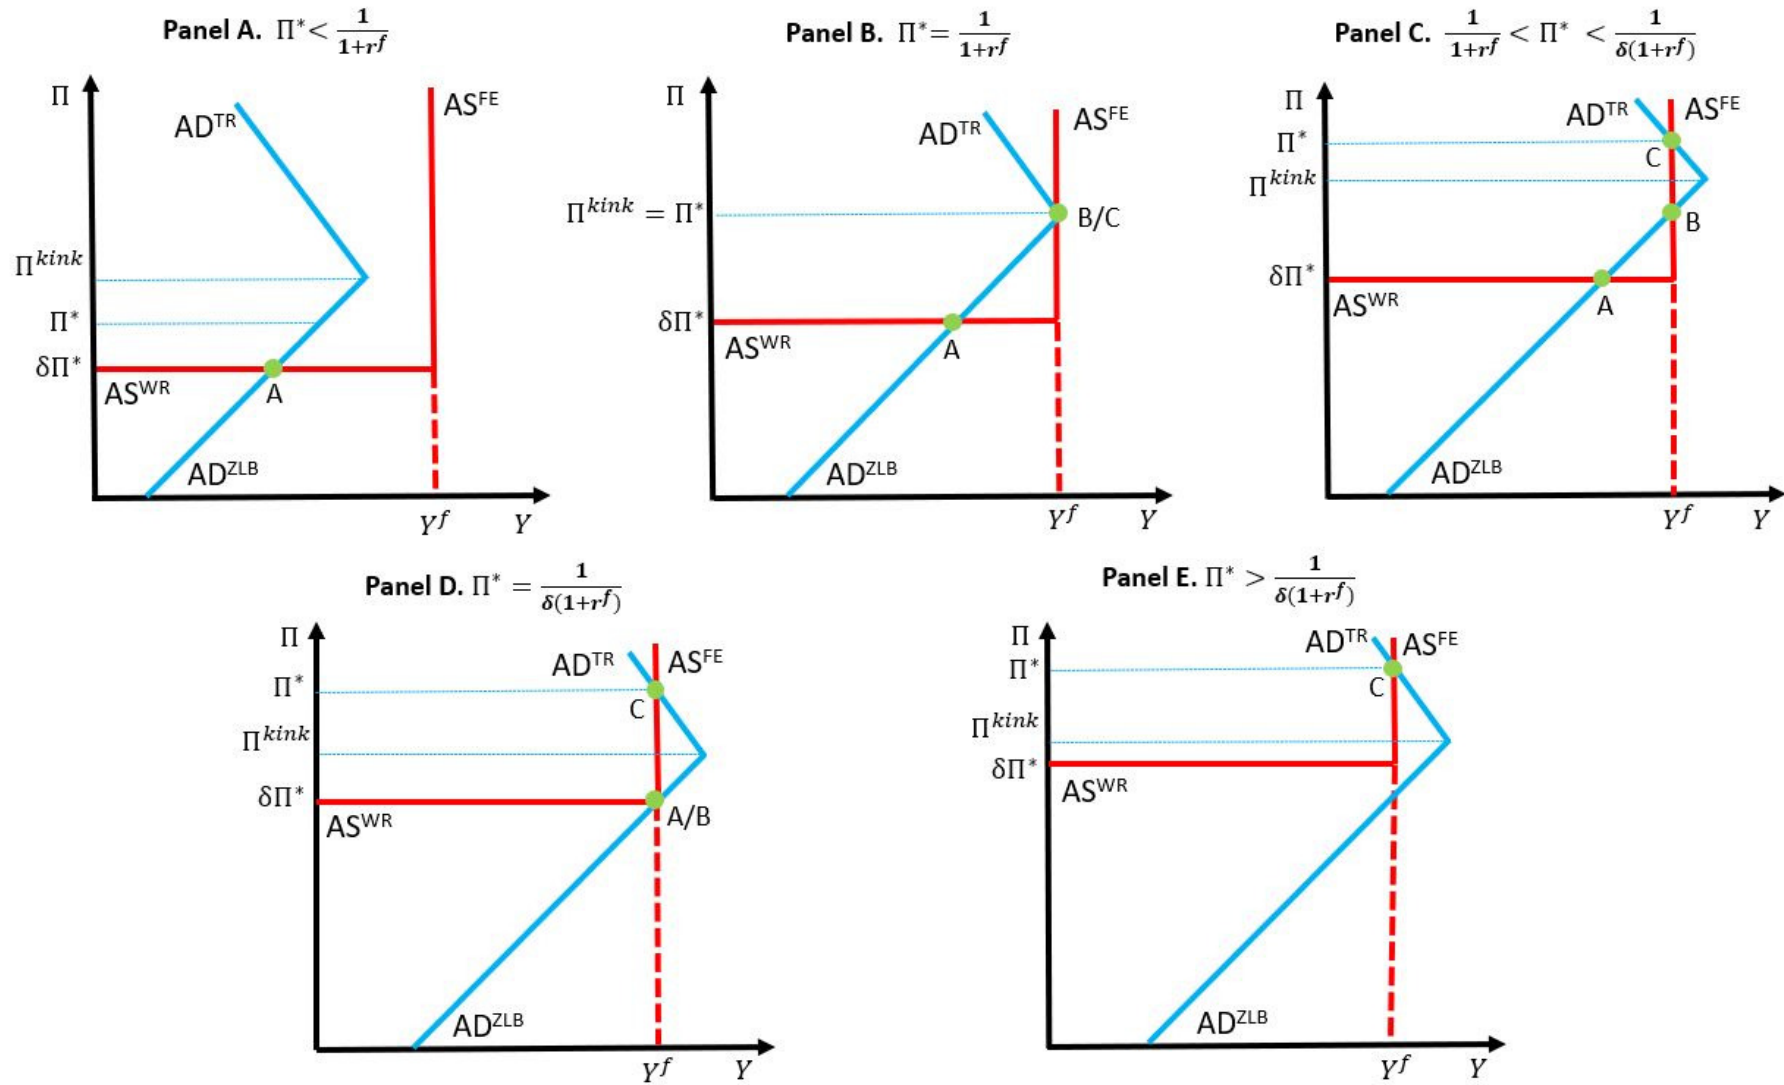 Panel A. Π* < 1/(1+r^f)
Π
AD^TR
AS^FE
Π^kink
Π*
δΠ*
AS^WR
A
AD^ZLB
Y^f
Y
Panel B. Π* = 1/(1+r^f)
Π
AD^TR
AS^FE
Π^kink = Π*
B/C
δΠ*
AS^WR
A
AD^ZLB
Y^f
Y
Panel C. 1/(1+r^f) < Π* < 1/(δ(1+r^f))
Π
AD^TR
AS^FE
Π*
C
Π^kink
B
δΠ*
AS^WR
A
AD^ZLB
Y^f
Y
Panel D. Π* = 1/(δ(1+r^f))
Π
AD^TR
AS^FE
Π*
C
Π^kink
δΠ*
A/B
AS^WR
AD^ZLB
Y^f
Y
Panel E. Π* > 1/(δ(1+r^f))
Π
AD^TR
AS^FE
Π*
C
Π^kink
δΠ*
AS^WR
AD^ZLB
Y^f
Y